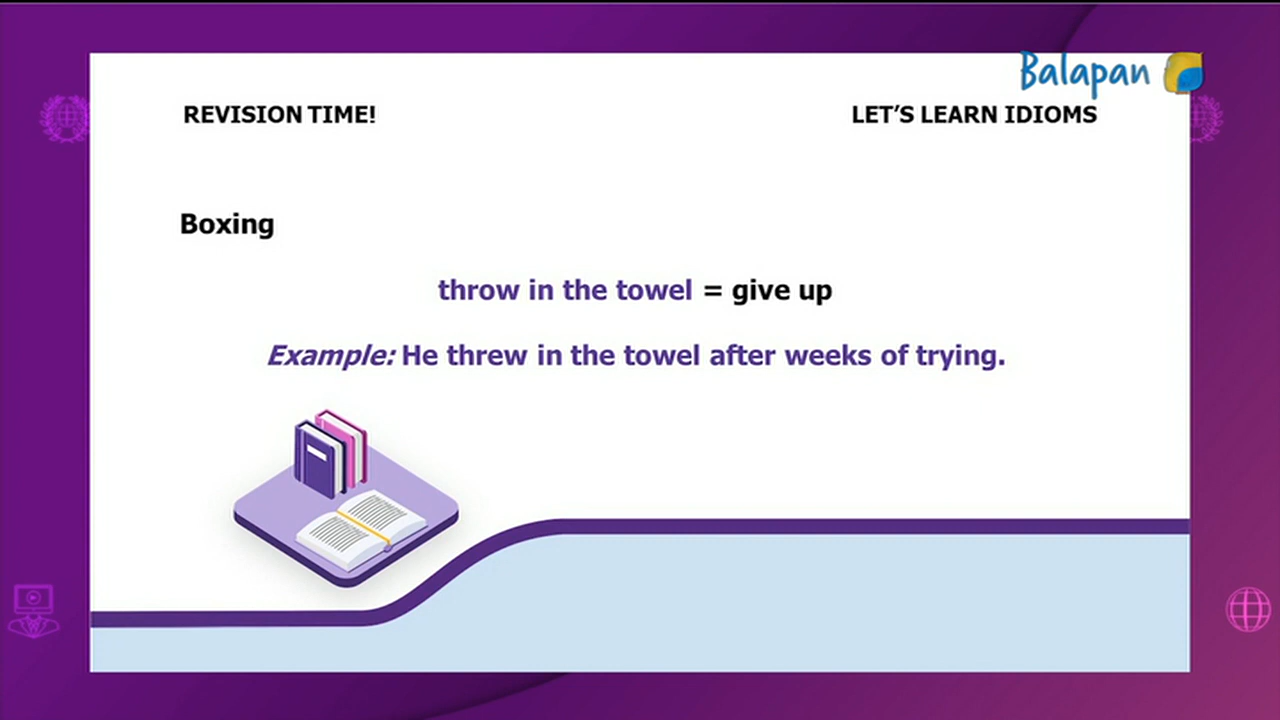 Balapan
REVISION TIME!
LET'S LEARN IDIOMS
Boxing
throw in the towel = give up
Example: He threw in the towel after weeks of trying.